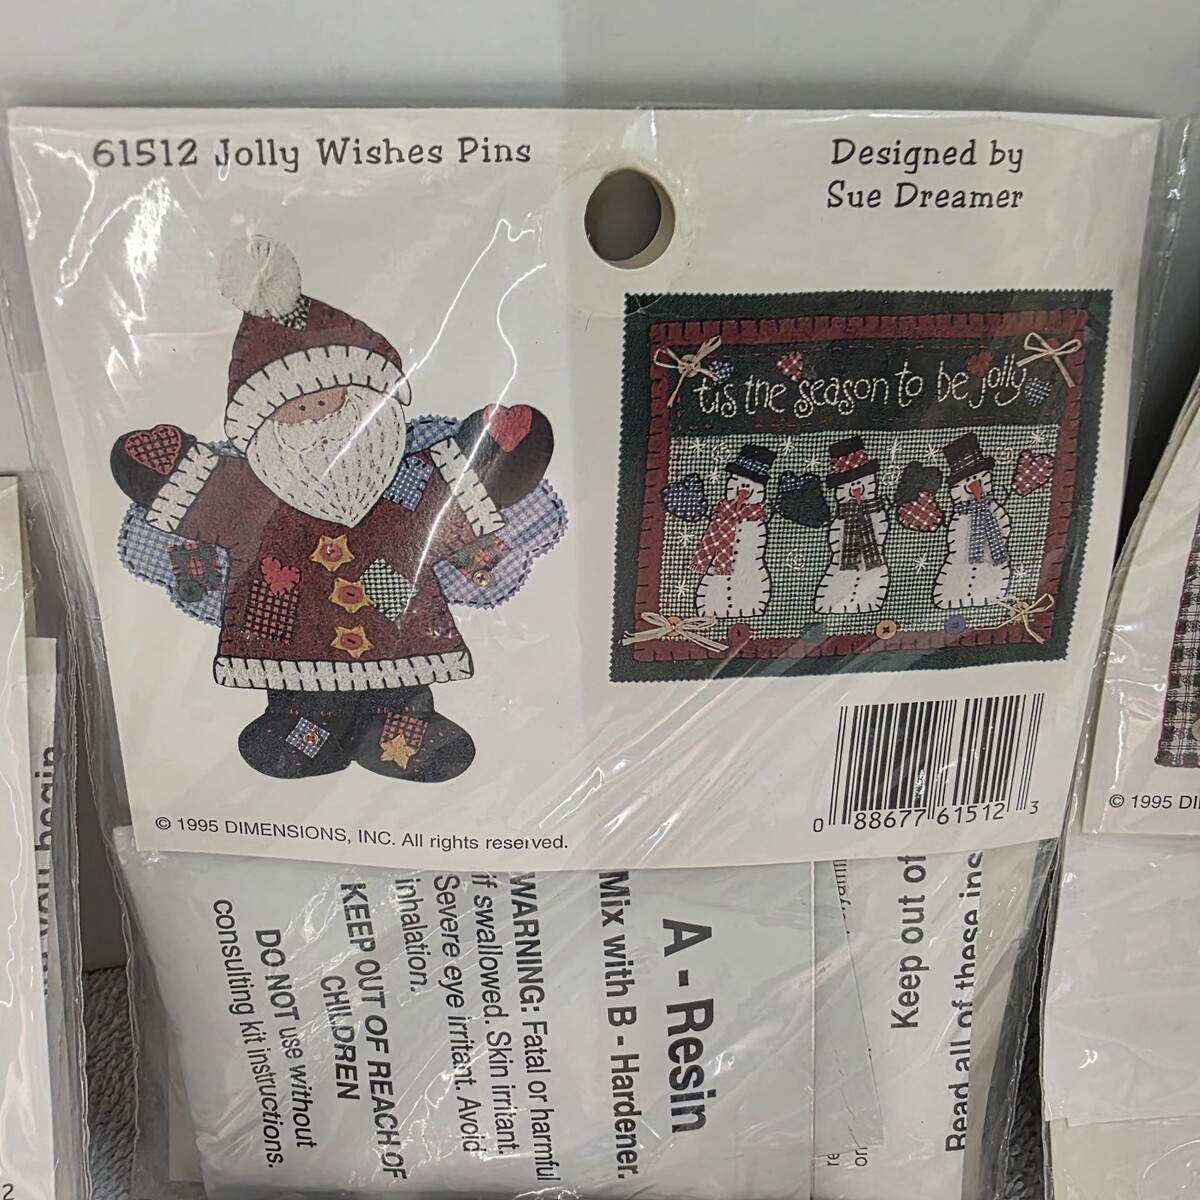 61512 Jolly Wishes Pins
Designed by
Sue Dreamer
'tis the season to be jolly
© 1995 DIMENSIONS, INC. All rights reserved.
0 88677 61512 3
A - Resin
Mix with B - Hardener.
WARNING: Fatal or harmful
if swallowed. Skin irritant.
Severe eye irritant. Avoid
inhalation.
KEEP OUT OF REACH OF
CHILDREN
DO NOT use without
consulting kit instructions.
Keep out of
Read all of these ins
© 1995 DI
begin
2